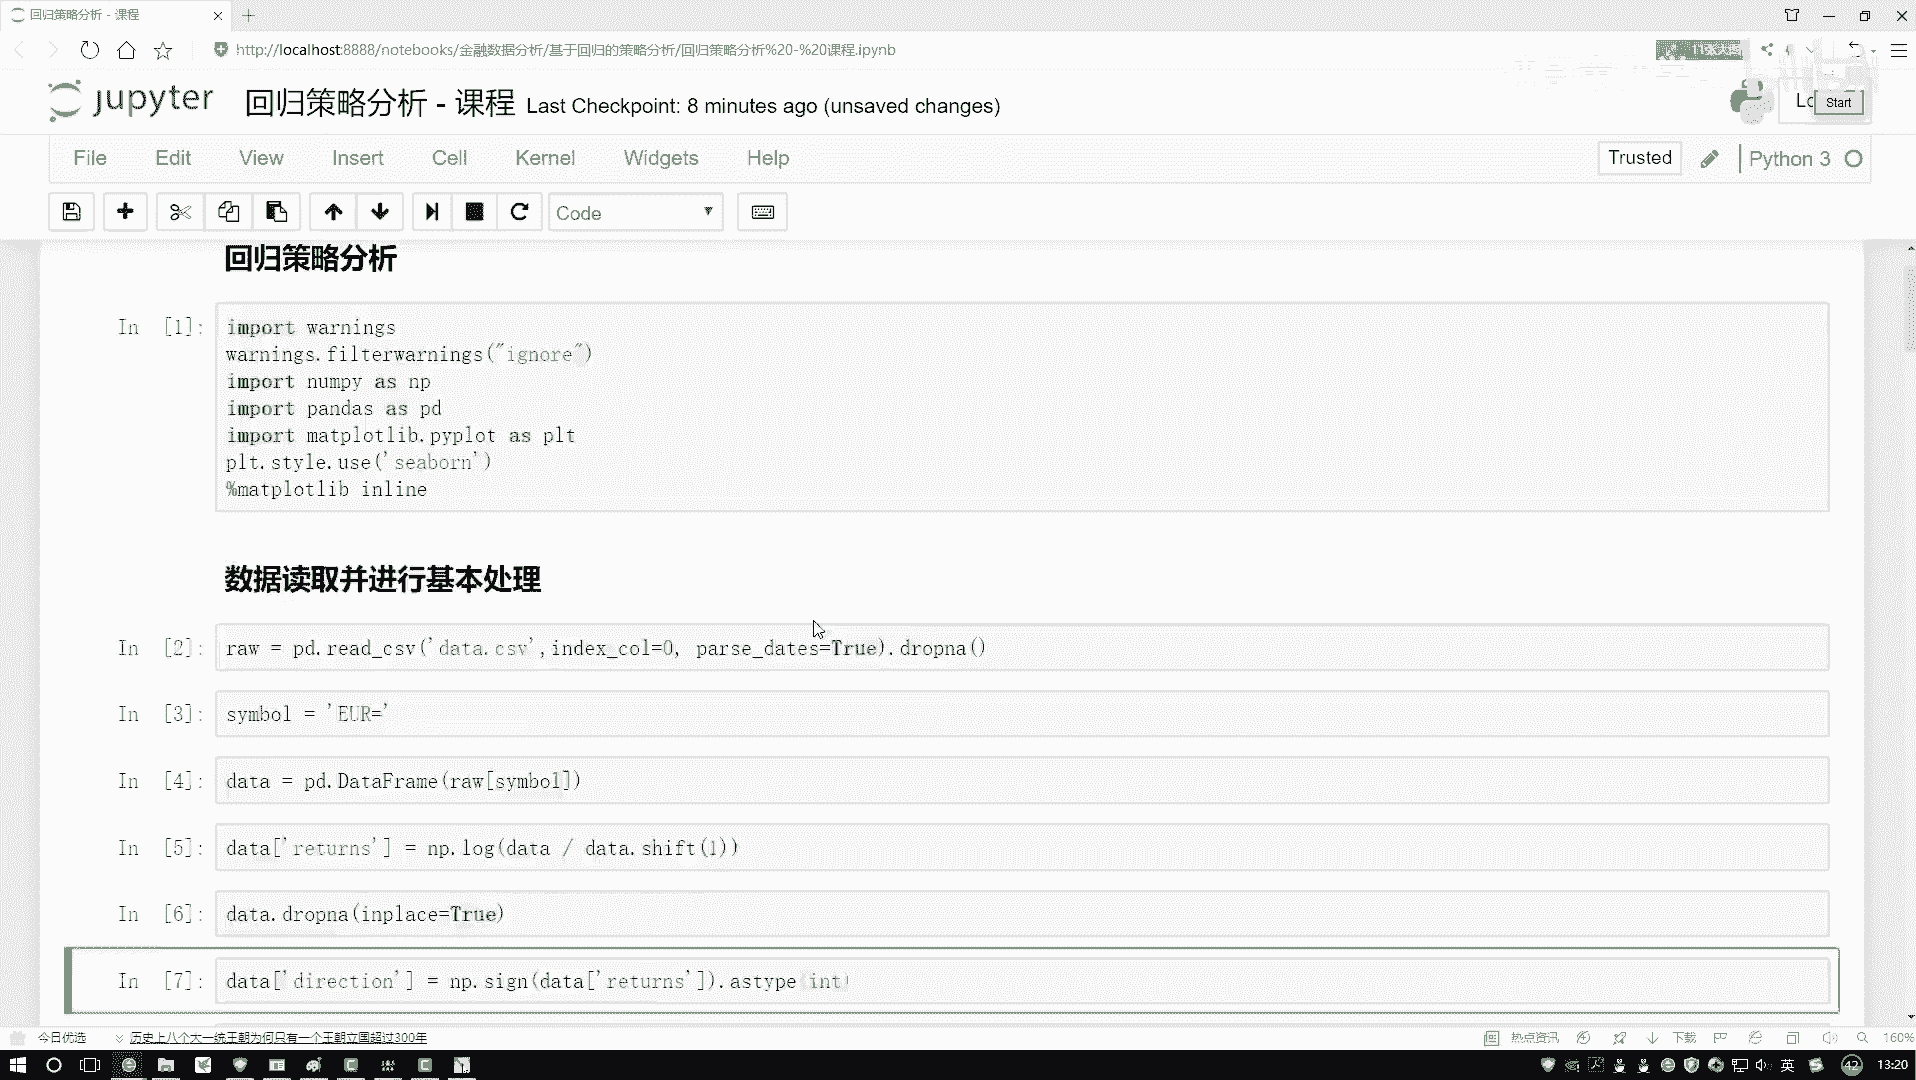 回归策略分析 - 课程
http://localhost:8888/notebooks/金融数据分析/基于回归的策略分析/回归策略分析%20-%20课程.ipynb
jupyter 回归策略分析 - 课程 Last Checkpoint: 8 minutes ago (unsaved changes)
Start
File Edit View Insert Cell Kernel Widgets Help
Trusted Python 3
Code
回归策略分析
In [1]: import warnings
warnings.filterwarnings("ignore")
import numpy as np
import pandas as pd
import matplotlib.pyplot as plt
plt.style.use('seaborn')
%matplotlib inline
数据读取并进行基本处理
In [2]: raw = pd.read_csv('data.csv',index_col=0, parse_dates=True).dropna()
In [3]: symbol = 'EUR='
In [4]: data = pd.DataFrame(raw[symbol])
In [5]: data['returns'] = np.log(data / data.shift(1))
In [6]: data.dropna(inplace=True)
In [7]: data['direction'] = np.sign(data['returns']).astype(int)
今日优选 历史上八个大一统王朝为何只有一个王朝立国超过300年
热点资讯 下载 160%
英 42 13:20